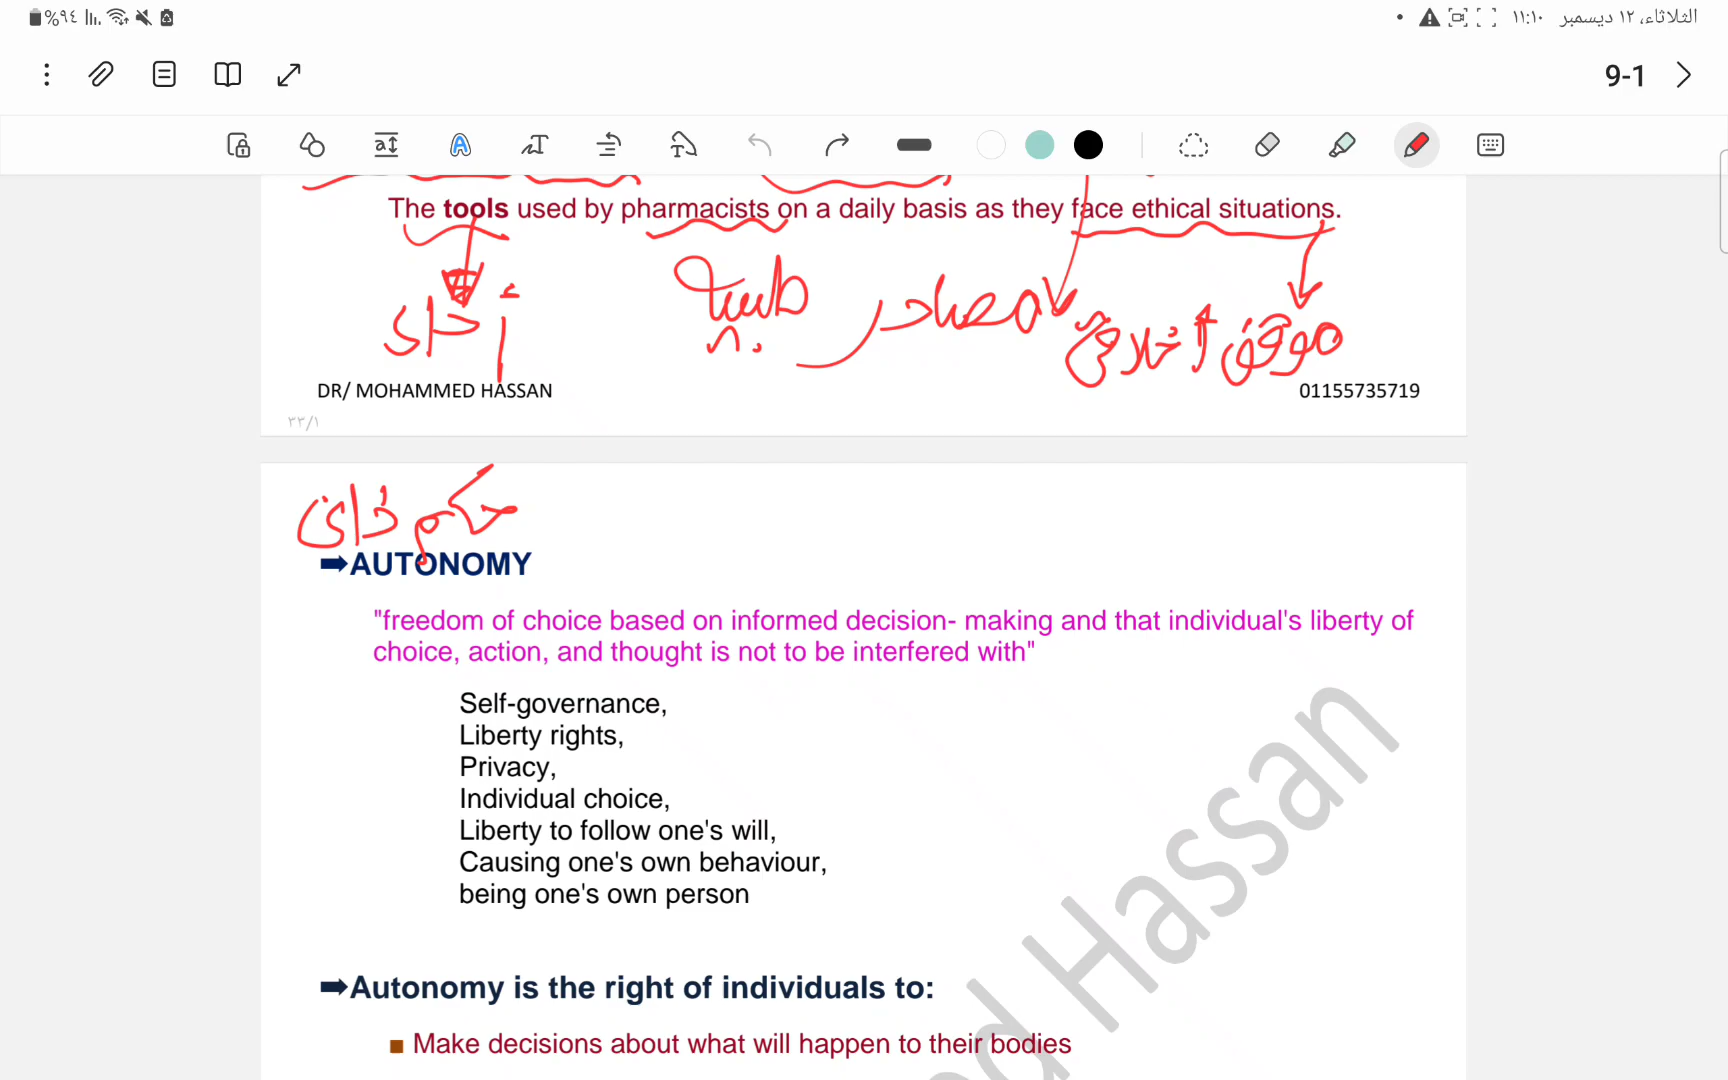 %٩٤ الثلاثاء، ١٢ ديسمبر ١١:١٠
9-1
The tools used by pharmacists on a daily basis as they face ethical situations.
مصادر
موقف أخلاقي
DR/ MOHAMMED HASSAN 01155735719
٣٣/١
حكم ذاتي
➡AUTONOMY
"freedom of choice based on informed decision- making and that individual's liberty of
choice, action, and thought is not to be interfered with"
Self-governance,
Liberty rights,
Privacy,
Individual choice,
Liberty to follow one's will,
Causing one's own behaviour,
being one's own person
➡Autonomy is the right of individuals to:
■ Make decisions about what will happen to their bodies
Hassan